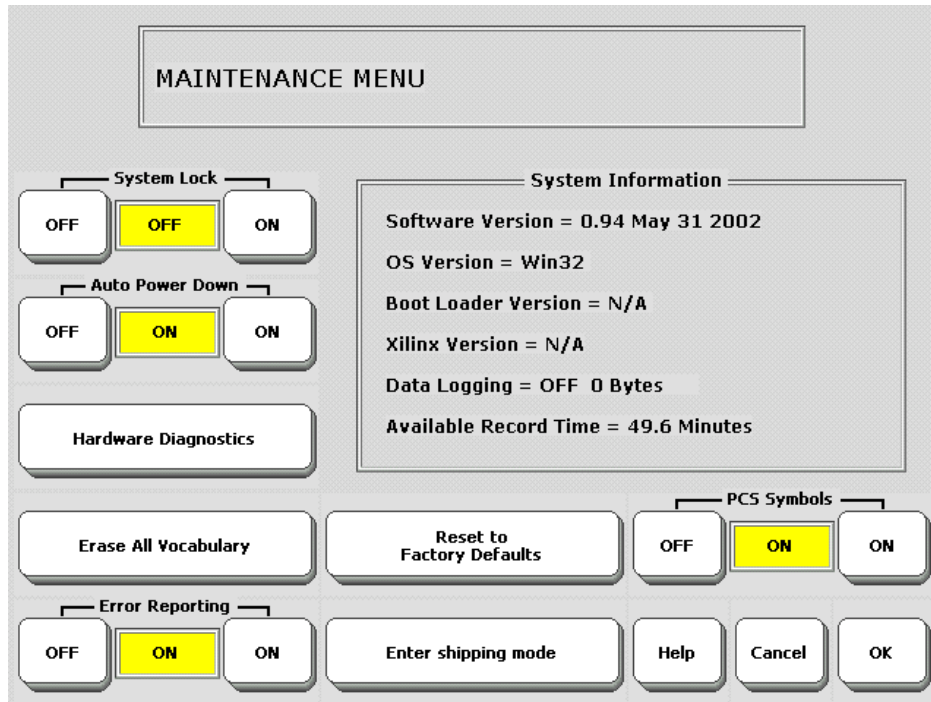 MAINTENANCE MENU
System Lock
OFF OFF ON
Auto Power Down
OFF ON ON
Hardware Diagnostics
System Information
Software Version = 0.94 May 31 2002
OS Version = Win32
Boot Loader Version = N/A
Xilinx Version = N/A
Data Logging = OFF 0 Bytes
Available Record Time = 49.6 Minutes
Erase All Vocabulary
Reset to
Factory Defaults
PCS Symbols
OFF ON ON
Error Reporting
OFF ON ON
Enter shipping mode
Help
Cancel
OK